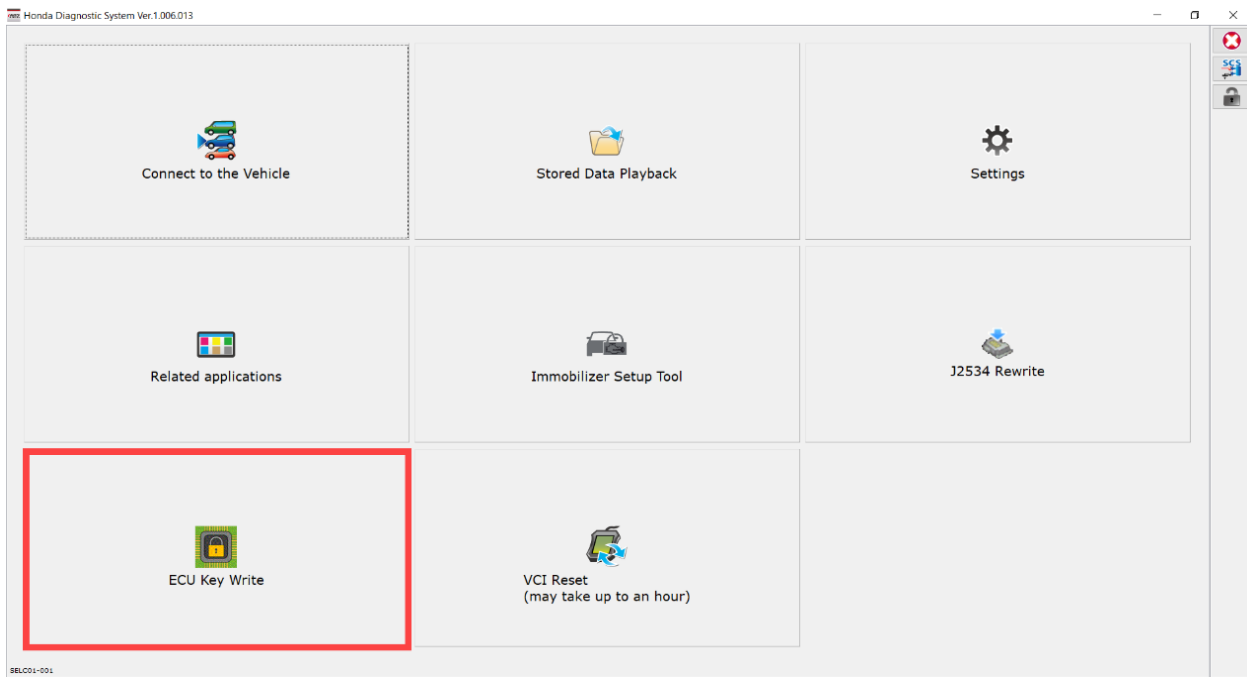 Honda Diagnostic System Ver.1.006.013
SCS
Connect to the Vehicle
Stored Data Playback
Settings
Related applications
Immobilizer Setup Tool
J2534 Rewrite
ECU Key Write
VCI Reset
(may take up to an hour)
SELC01-001